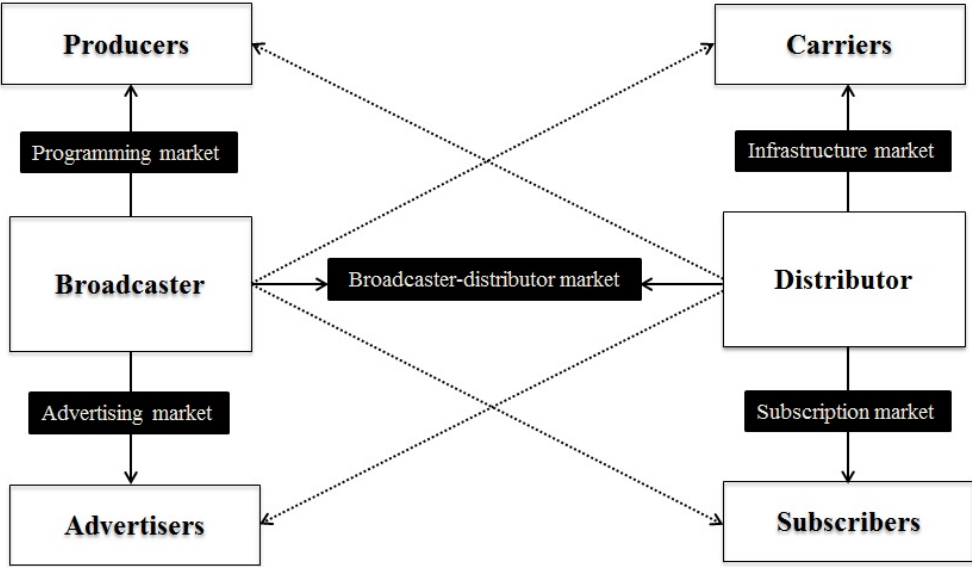 Producers
Carriers
Programming market
Infrastructure market
Broadcaster
Broadcaster-distributor market
Distributor
Advertising market
Subscription market
Advertisers
Subscribers